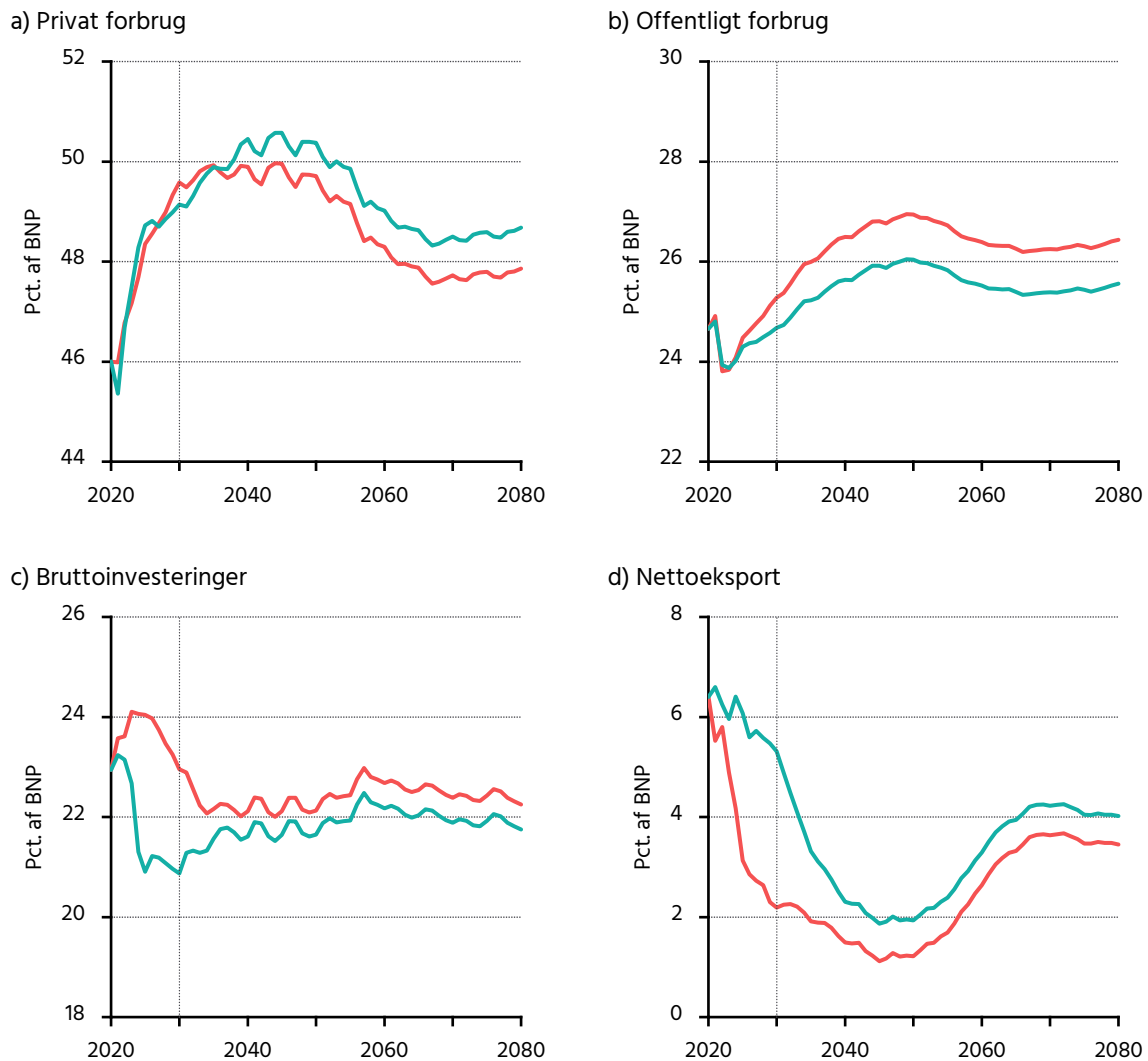 a) Privat forbrug
Pct. af BNP
52
50
48
46
44
2020 2040 2060 2080
b) Offentligt forbrug
Pct. af BNP
30
28
26
24
22
2020 2040 2060 2080
c) Bruttoinvesteringer
Pct. af BNP
26
24
22
20
18
2020 2040 2060 2080
d) Nettoeksport
Pct. af BNP
8
6
4
2
0
2020 2040 2060 2080